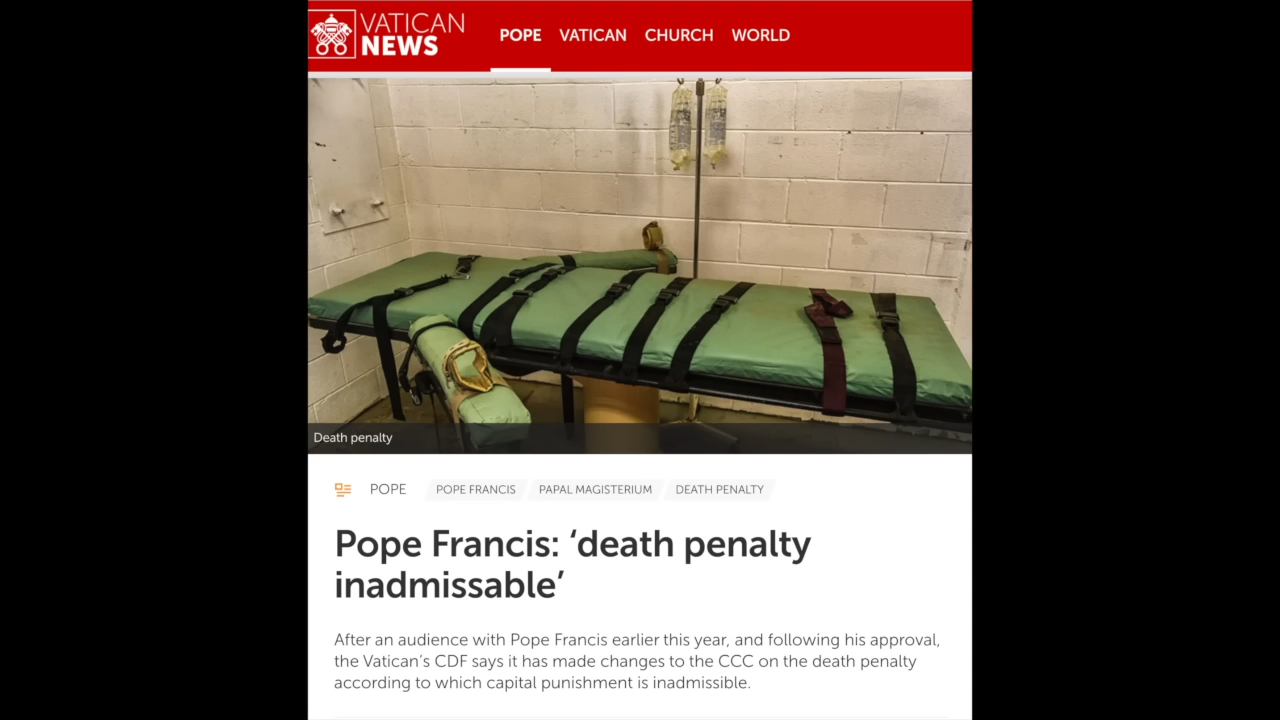 VATICAN
NEWS
POPE VATICAN CHURCH WORLD
Death penalty
POPE POPE FRANCIS PAPAL MAGISTERIUM DEATH PENALTY
Pope Francis: ‘death penalty
inadmissable’
After an audience with Pope Francis earlier this year, and following his approval,
the Vatican’s CDF says it has made changes to the CCC on the death penalty
according to which capital punishment is inadmissible.